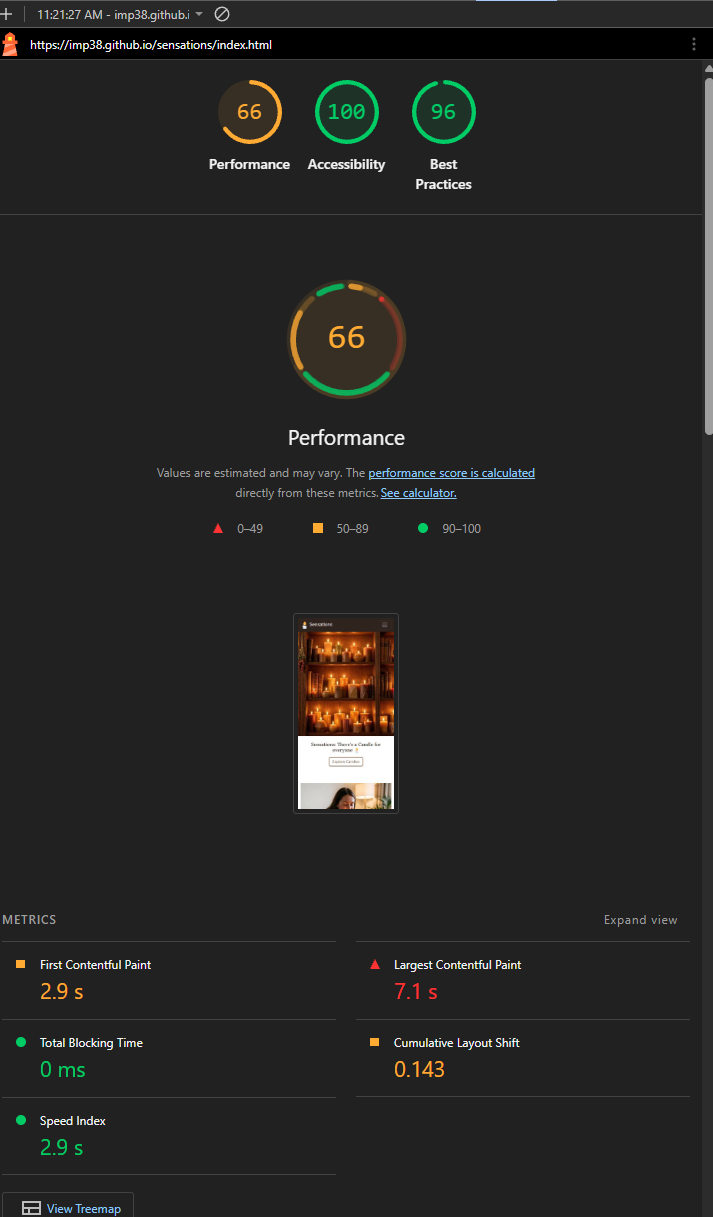 11:21:27 AM - imp38.github.i
https://imp38.github.io/sensations/index.html
66
100
96
Performance
Accessibility
Best
Practices
66
Performance
Values are estimated and may vary. The performance score is calculated
directly from these metrics. See calculator.
0–49
50–89
90–100
Sensations
Sensations: There's a Candle for
everyone
Explore Candles
METRICS
Expand view
First Contentful Paint
2.9 s
Largest Contentful Paint
7.1 s
Total Blocking Time
0 ms
Cumulative Layout Shift
0.143
Speed Index
2.9 s
View Treemap